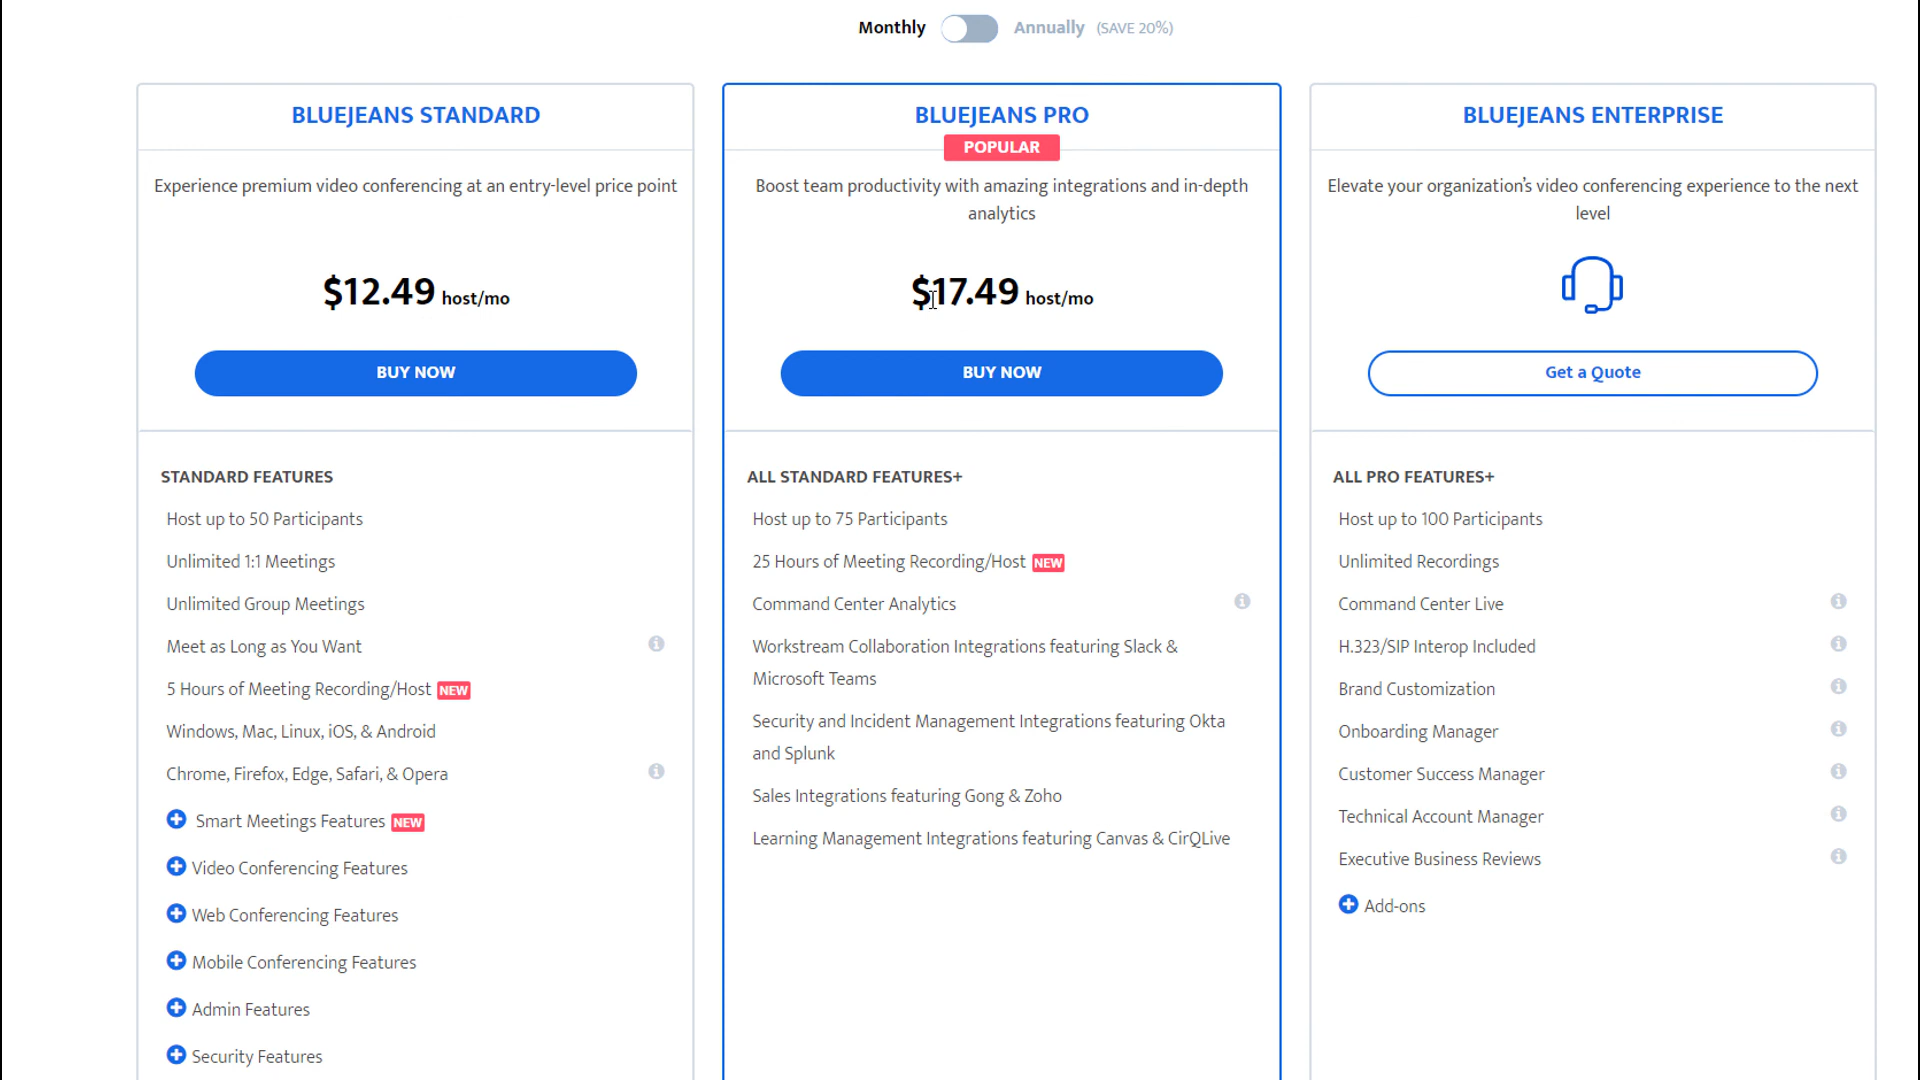 Monthly Annually (SAVE 20%)
BLUEJEANS STANDARD
Experience premium video conferencing at an entry-level price point
$12.49 host/mo
BUY NOW
STANDARD FEATURES
Host up to 50 Participants
Unlimited 1:1 Meetings
Unlimited Group Meetings
Meet as Long as You Want
5 Hours of Meeting Recording/Host NEW
Windows, Mac, Linux, iOS, & Android
Chrome, Firefox, Edge, Safari, & Opera
Smart Meetings Features NEW
Video Conferencing Features
Web Conferencing Features
Mobile Conferencing Features
Admin Features
Security Features
BLUEJEANS PRO
POPULAR
Boost team productivity with amazing integrations and in-depth
analytics
$17.49 host/mo
BUY NOW
ALL STANDARD FEATURES+
Host up to 75 Participants
25 Hours of Meeting Recording/Host NEW
Command Center Analytics
Workstream Collaboration Integrations featuring Slack &
Microsoft Teams
Security and Incident Management Integrations featuring Okta
and Splunk
Sales Integrations featuring Gong & Zoho
Learning Management Integrations featuring Canvas & CirQLive
BLUEJEANS ENTERPRISE
Elevate your organization's video conferencing experience to the next
level
Get a Quote
ALL PRO FEATURES+
Host up to 100 Participants
Unlimited Recordings
Command Center Live
H.323/SIP Interop Included
Brand Customization
Onboarding Manager
Customer Success Manager
Technical Account Manager
Executive Business Reviews
Add-ons